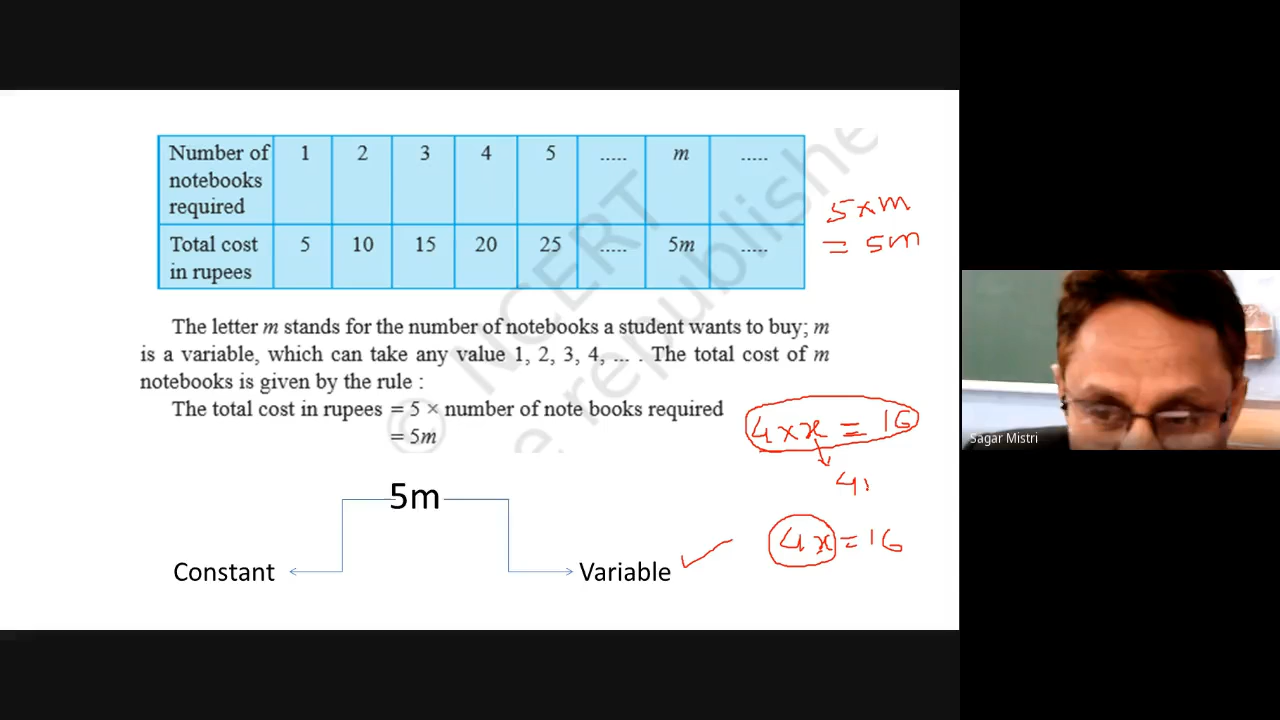 Number of notebooks required 1 2 3 4 5 ..... m .....
Total cost in rupees 5 10 15 20 25 ..... 5m .....
5×m
= 5m
The letter m stands for the number of notebooks a student wants to buy; m
is a variable, which can take any value 1, 2, 3, 4, ... . The total cost of m
notebooks is given by the rule :
The total cost in rupees = 5 × number of note books required
= 5m
4×x = 16
4
4x = 16
5m
Constant
Variable
Sagar Mistri
© NCERT
e republishe